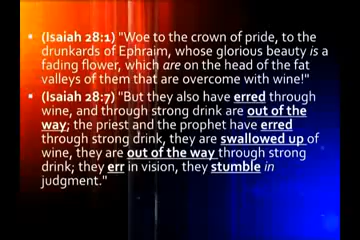 • (Isaiah 28:1) "Woe to the crown of pride, to the
drunkards of Ephraim, whose glorious beauty is a
fading flower, which are on the head of the fat
valleys of them that are overcome with wine!"
• (Isaiah 28:7) "But they also have erred through
wine, and through strong drink are out of the
way; the priest and the prophet have erred
through strong drink, they are swallowed up of
wine, they are out of the way through strong
drink; they err in vision, they stumble in
judgment."